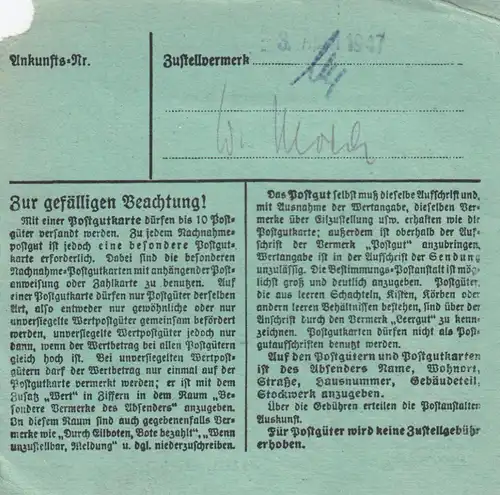 Ankunfts-Nr.
Zustellvermerk
1947
Zur gefälligen Beachtung!
Mit einer Postgutkarte dürfen bis 10 Post-
güter versandt werden. Zu jedem Nachnahme-
postgut ist jedoch eine besondere Postgut-
karte erforderlich. Dabei sind die besonderen
Nachnahme-Postgutkarten mit anhängender Post-
anweisung oder Zahlkarte zu benutzen. Auf
einer Postgutkarte dürfen nur Postgüter derselben
Art, also entweder nur gewöhnliche oder nur
unversiegelte Wertpostgüter gemeinsam befördert
werden, unversiegelte Wertpostgüter jedoch nur
dann, wenn der Wertbetrag bei allen Postgütern
gleich hoch ist. Bei unversiegelten Wertpost-
gütern darf der Wertbetrag nur einmal auf der
Postgutkarte vermerkt werden; er ist mit dem
Zusatz „Wert“ in Ziffern in dem Raum „Be-
sondere Vermerke des Absenders“ anzugeben.
In diesem Raum sind auch gegebenenfalls Ver-
merke wie „Durch Eilboten, Bote bezahlt“, „Wenn
unzustellbar, Meldung“ u. dgl. niederzuschreiben.
Das Postgut selbst muß dieselbe Aufschrift und,
mit Ausnahme der Wertangabe, dieselben Ver-
merke über Eilzustellung usw. erhalten wie die
Postgutkarte; außerdem ist oberhalb der Auf-
schrift der Vermerk „Postgut“ anzubringen.
Wertangabe ist in der Aufschrift der Sendung
unzulässig. Die Bestimmungs-Postanstalt ist mög-
lichst groß und deutlich anzugeben. Postgüter,
die aus leeren Schachteln, Kisten, Körben oder
andern leeren Behältnissen bestehen, sind über der
Anschrift durch den Vermerk „Leergut“ zu kenn-
zeichnen. Postgutkarten dürfen nicht als Post-
gutaufschriften benutzt werden.
Auf den Postgütern und Postgutkarten
ist des Absenders Name, Wohnort,
Straße, Hausnummer, Gebäudeteil,
Stockwerk anzugeben.
Über die Gebühren erteilen die Postanstalten
Auskunft.
Für Postgüter wird keine Zustellgebühr
erhoben.